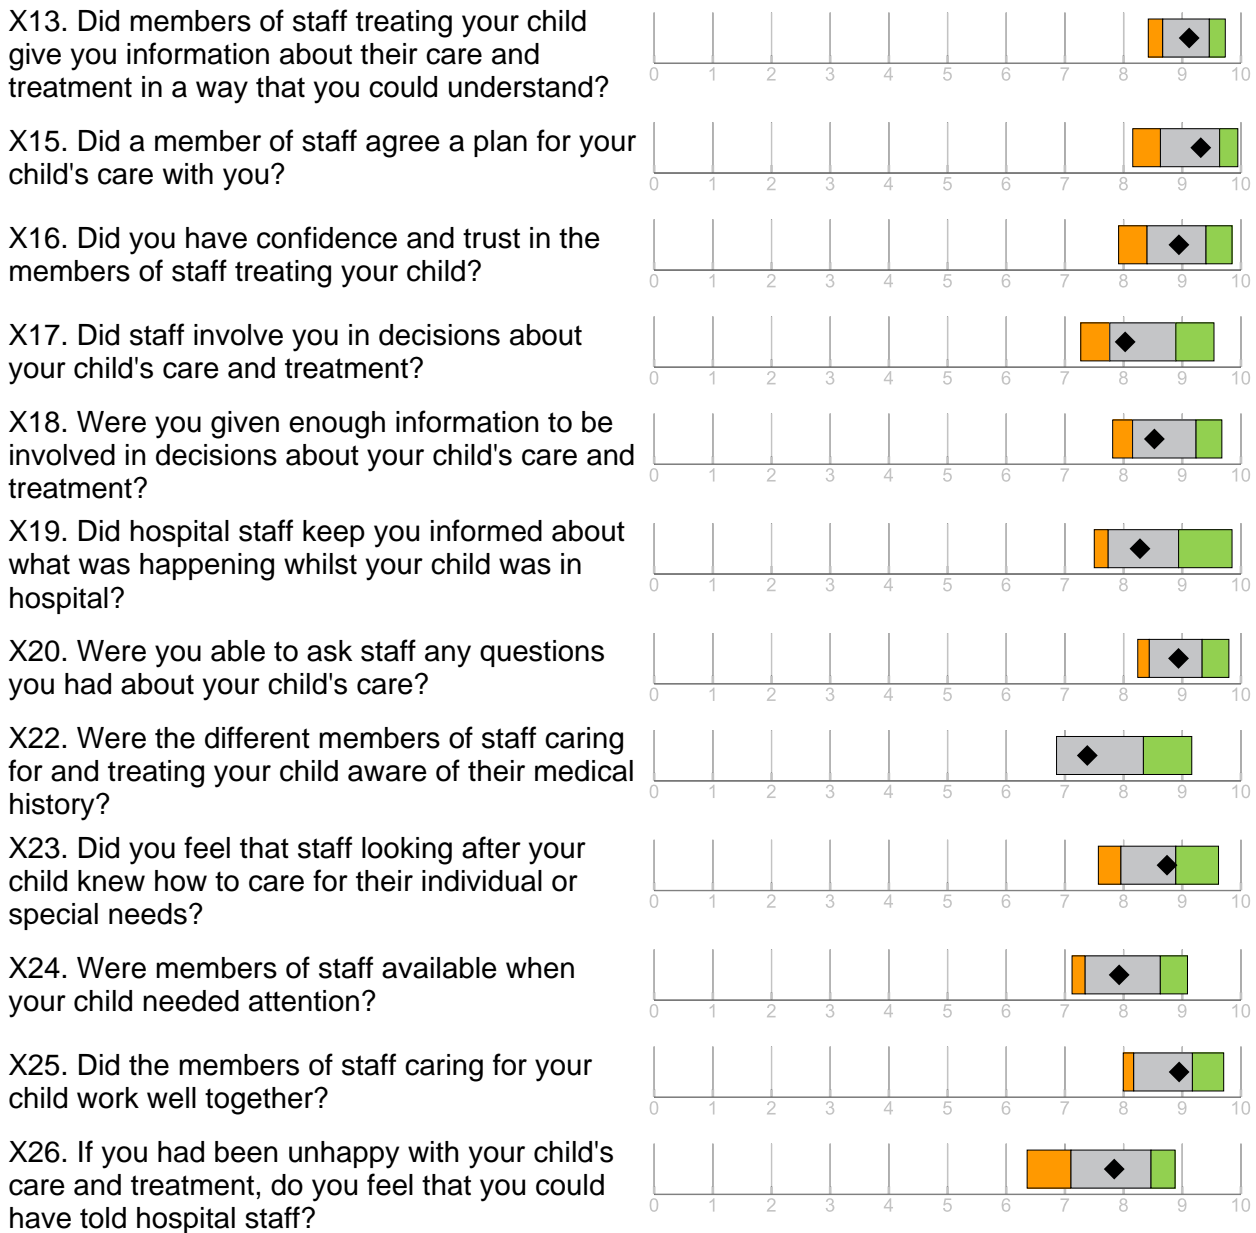 X13. Did members of staff treating your child
give you information about their care and
treatment in a way that you could understand?
0 1 2 3 4 5 6 7 8 9 10
X15. Did a member of staff agree a plan for your
child's care with you?
0 1 2 3 4 5 6 7 8 9 10
X16. Did you have confidence and trust in the
members of staff treating your child?
0 1 2 3 4 5 6 7 8 9 10
X17. Did staff involve you in decisions about
your child's care and treatment?
0 1 2 3 4 5 6 7 8 9 10
X18. Were you given enough information to be
involved in decisions about your child's care and
treatment?
0 1 2 3 4 5 6 7 8 9 10
X19. Did hospital staff keep you informed about
what was happening whilst your child was in
hospital?
0 1 2 3 4 5 6 7 8 9 10
X20. Were you able to ask staff any questions
you had about your child's care?
0 1 2 3 4 5 6 7 8 9 10
X22. Were the different members of staff caring
for and treating your child aware of their medical
history?
0 1 2 3 4 5 6 7 8 9 10
X23. Did you feel that staff looking after your
child knew how to care for their individual or
special needs?
0 1 2 3 4 5 6 7 8 9 10
X24. Were members of staff available when
your child needed attention?
0 1 2 3 4 5 6 7 8 9 10
X25. Did the members of staff caring for your
child work well together?
0 1 2 3 4 5 6 7 8 9 10
X26. If you had been unhappy with your child's
care and treatment, do you feel that you could
have told hospital staff?
0 1 2 3 4 5 6 7 8 9 10